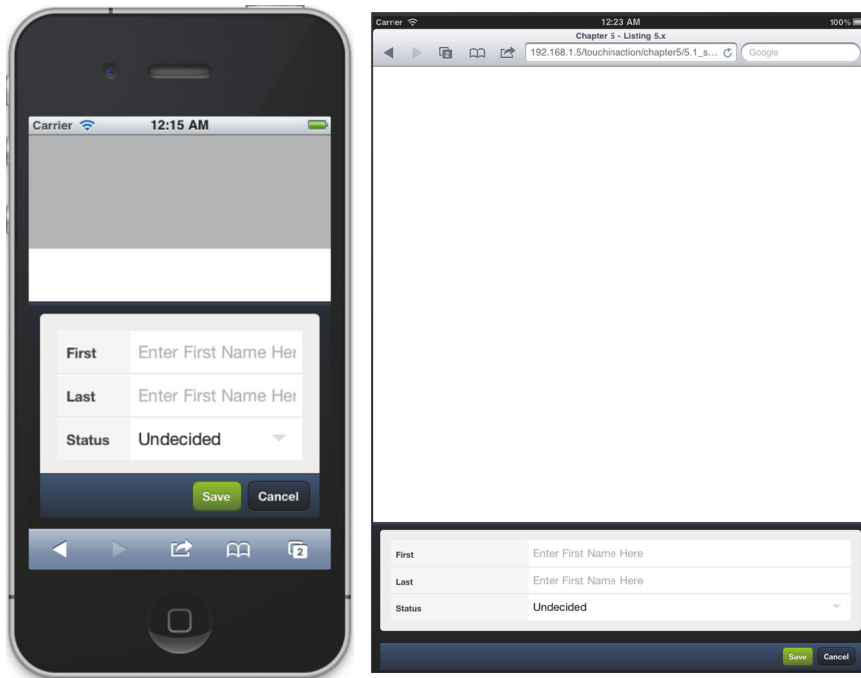 Carrier 12:15 AM
First Enter First Name Her
Last Enter First Name Her
Status Undecided
Save Cancel
2
Carrier 12:23 AM 100%
Chapter 5 - Listing 5.x
2 192.168.1.5/touchinaction/chapter5/5.1_s... Google
First Enter First Name Here
Last Enter First Name Here
Status Undecided
Save Cancel